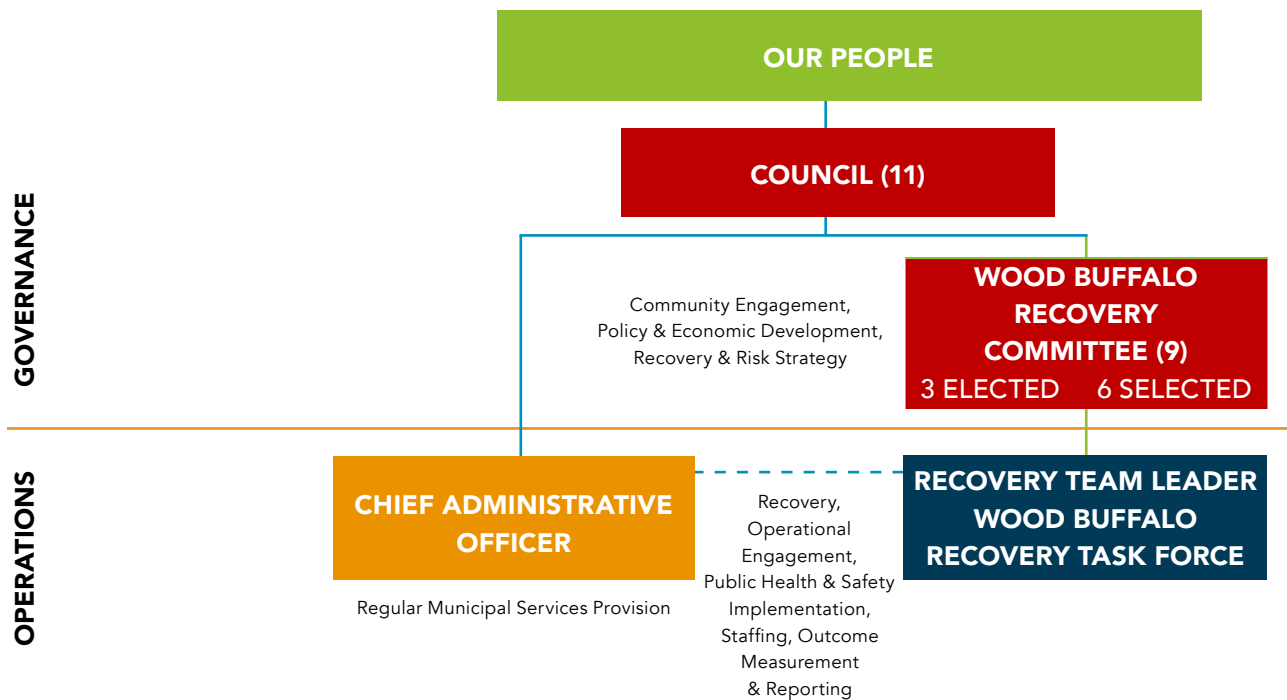 OUR PEOPLE
COUNCIL (11)
GOVERNANCE
Community Engagement,
Policy & Economic Development,
Recovery & Risk Strategy
WOOD BUFFALO
RECOVERY
COMMITTEE (9)
3 ELECTED 6 SELECTED
OPERATIONS
CHIEF ADMINISTRATIVE
OFFICER
Regular Municipal Services Provision
Recovery,
Operational
Engagement,
Public Health & Safety
Implementation,
Staffing, Outcome
Measurement
& Reporting
RECOVERY TEAM LEADER
WOOD BUFFALO
RECOVERY TASK FORCE